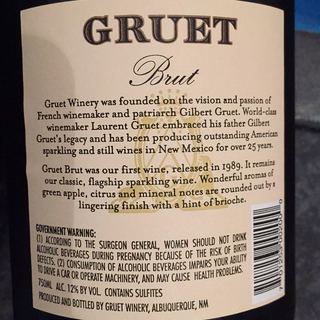 GRUET
Brut
Gruet Winery was founded on the vision and passion of
French winemaker and patriarch Gilbert Gruet. World-class
winemaker Laurent Gruet embraced his father Gilbert
Gruet's legacy and has been producing outstanding American
sparkling and still wines in New Mexico for over 25 years.
Gruet Brut was our first wine, released in 1989. It remains
our classic, flagship sparkling wine. Wonderful aromas of
green apple, citrus and mineral notes are rounded out by a
lingering finish with a hint of brioche.
GOVERNMENT WARNING:
(1) ACCORDING TO THE SURGEON GENERAL, WOMEN SHOULD NOT DRINK
ALCOHOLIC BEVERAGES DURING PREGNANCY BECAUSE OF THE RISK OF BIRTH
DEFECTS. (2) CONSUMPTION OF ALCOHOLIC BEVERAGES IMPAIRS YOUR ABILITY
TO DRIVE A CAR OR OPERATE MACHINERY, AND MAY CAUSE HEALTH PROBLEMS.
750ML ALC. 12% BY VOL. CONTAINS SULFITES
PRODUCED AND BOTTLED BY GRUET WINERY, ALBUQUERQUE, NM